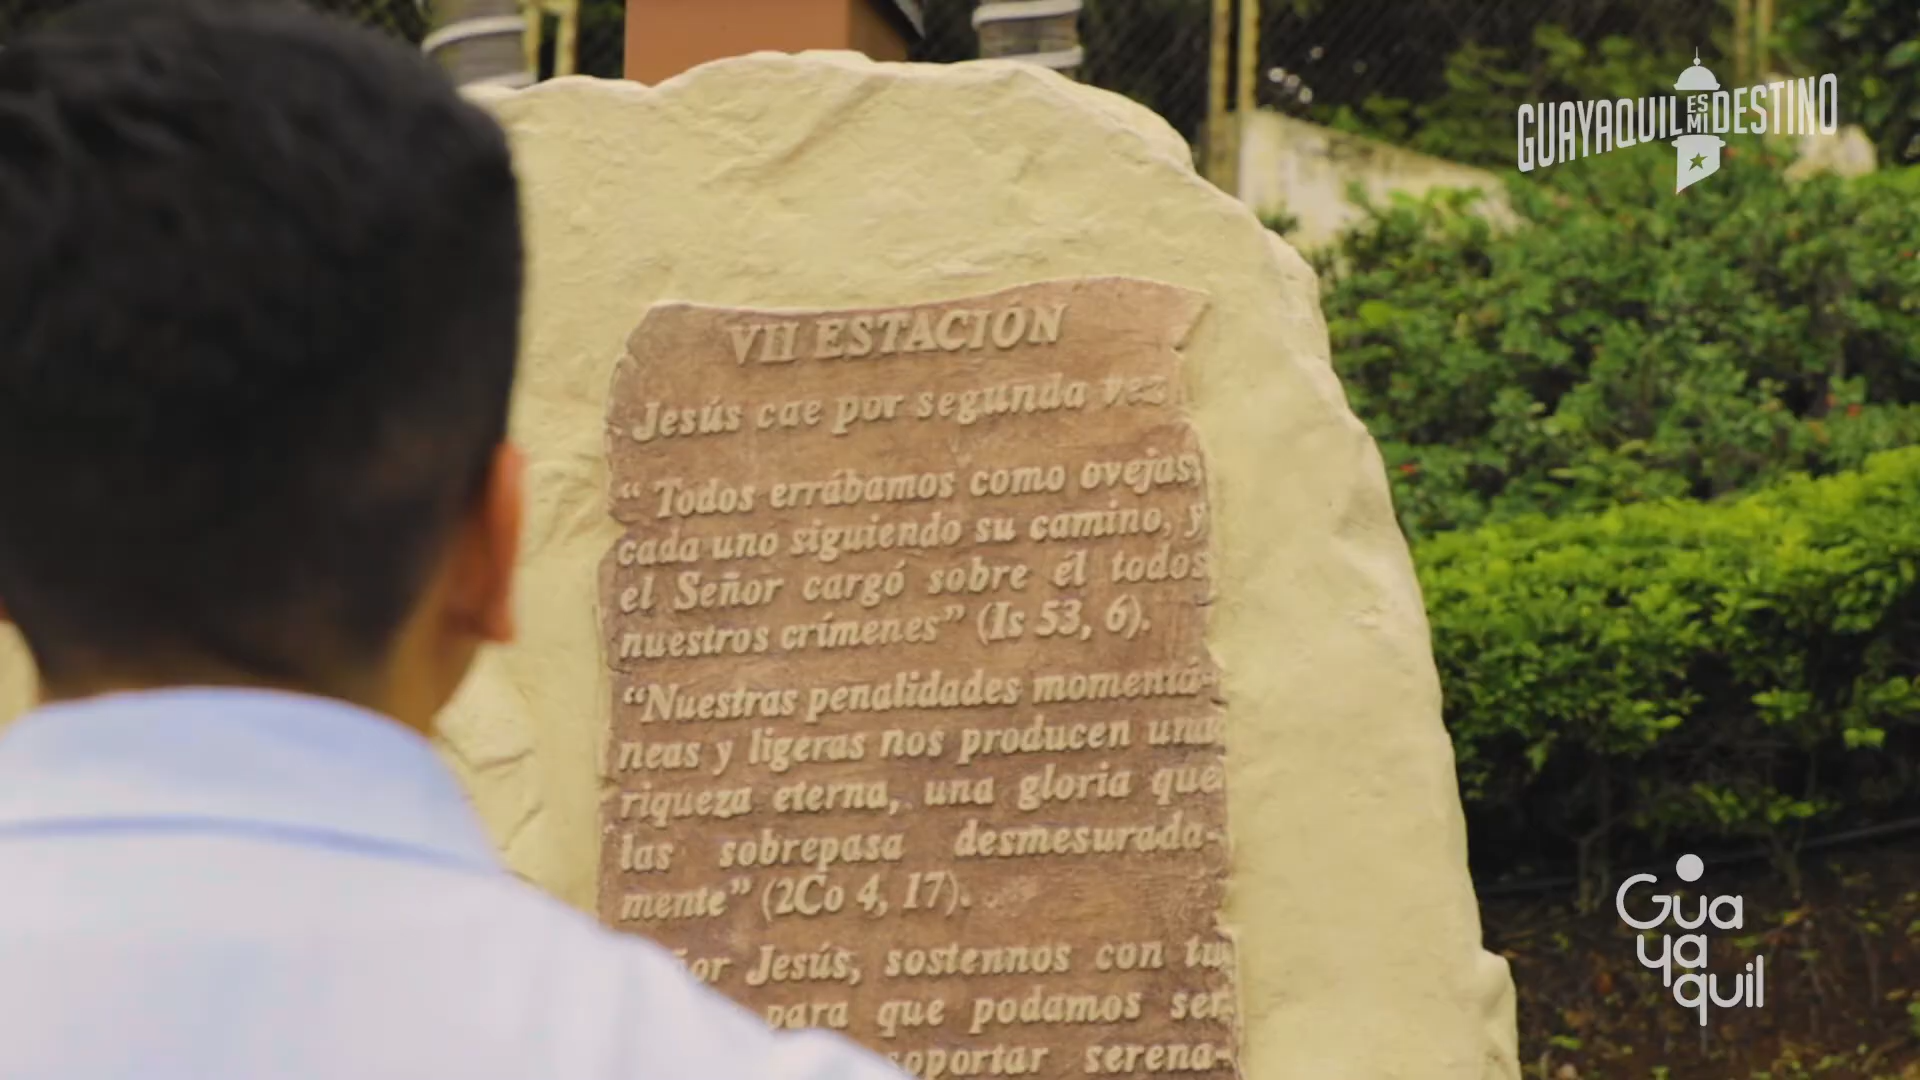 GUAYAQUIL ES MI DESTINO
VII ESTACIÓN
Jesús cae por segunda vez
“ Todos errábamos como ovejas,
cada uno siguiendo su camino, y
el Señor cargó sobre él todos
nuestros crímenes” (Is 53, 6).
“Nuestras penalidades momentá-
neas y ligeras nos producen una
riqueza eterna, una gloria que
las sobrepasa desmesurada-
mente” (2Co 4, 17).
Jesús, sostennos con tu
para que podamos ser
soportar serena-
Gua
ya
quil